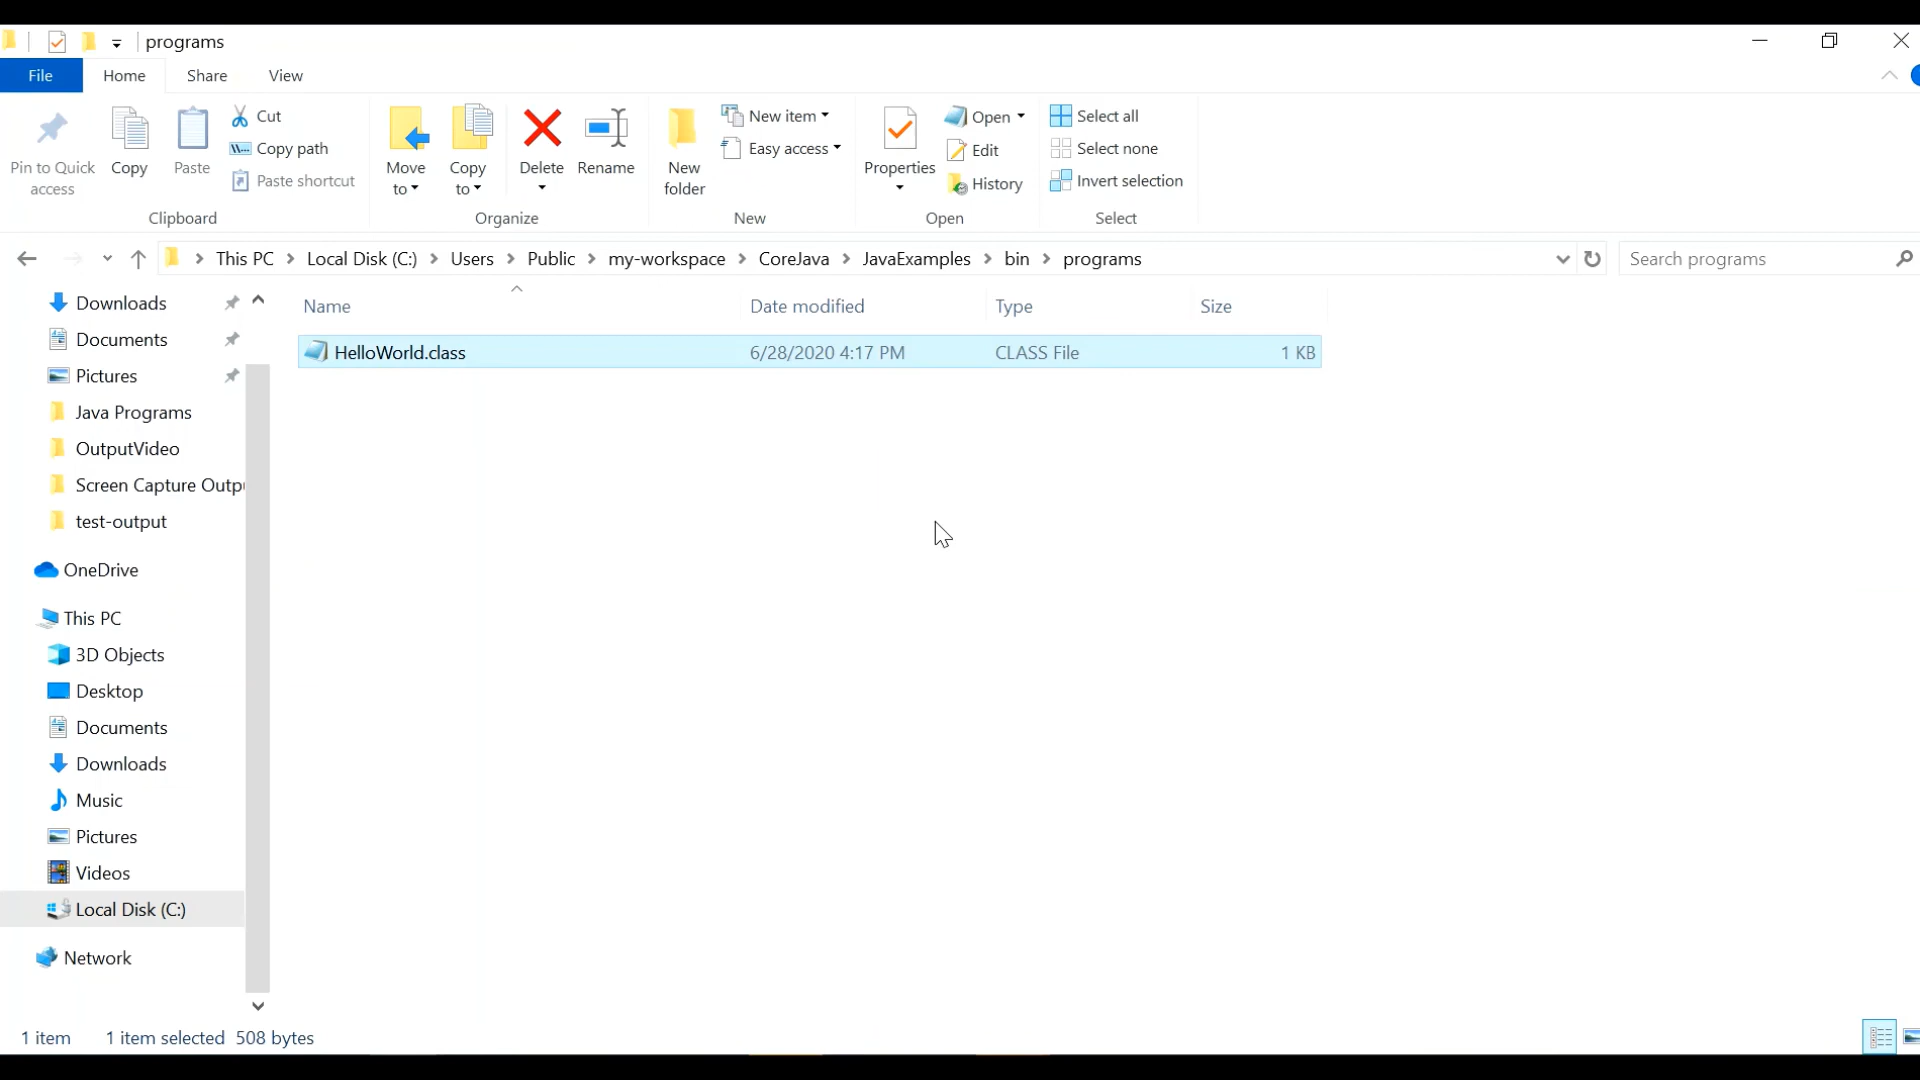 programs
File Home Share View
Pin to Quick access
Copy
Paste
Cut
Copy path
Paste shortcut
Clipboard
Move to
Copy to
Delete
Rename
Organize
New folder
New item
Easy access
New
Properties
Open
Edit
History
Open
Select all
Select none
Invert selection
Select
This PC > Local Disk (C:) > Users > Public > my-workspace > CoreJava > JavaExamples > bin > programs
Search programs
Downloads
Documents
Pictures
Java Programs
OutputVideo
Screen Capture Outpu
test-output
OneDrive
This PC
3D Objects
Desktop
Documents
Downloads
Music
Pictures
Videos
Local Disk (C:)
Network
Name Date modified Type Size
HelloWorld.class 6/28/2020 4:17 PM CLASS File 1 KB
1 item 1 item selected 508 bytes